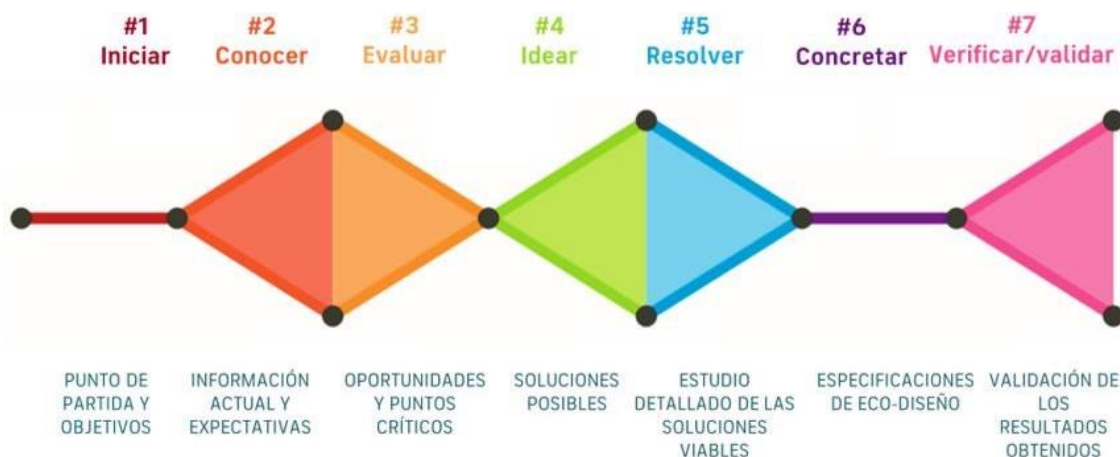 #1
Iniciar
#2
Conocer
#3
Evaluar
#4
Idear
#5
Resolver
#6
Concretar
#7
Verificar/validar
PUNTO DE
PARTIDA Y
OBJETIVOS
INFORMACIÓN
ACTUAL Y
EXPECTATIVAS
OPORTUNIDADES
Y PUNTOS
CRÍTICOS
SOLUCIONES
POSIBLES
ESTUDIO
DETALLADO DE LAS
SOLUCIONES
VIABLES
ESPECIFICACIONES
DE ECO-DISEÑO
VALIDACIÓN DE
LOS
RESULTADOS
OBTENIDOS